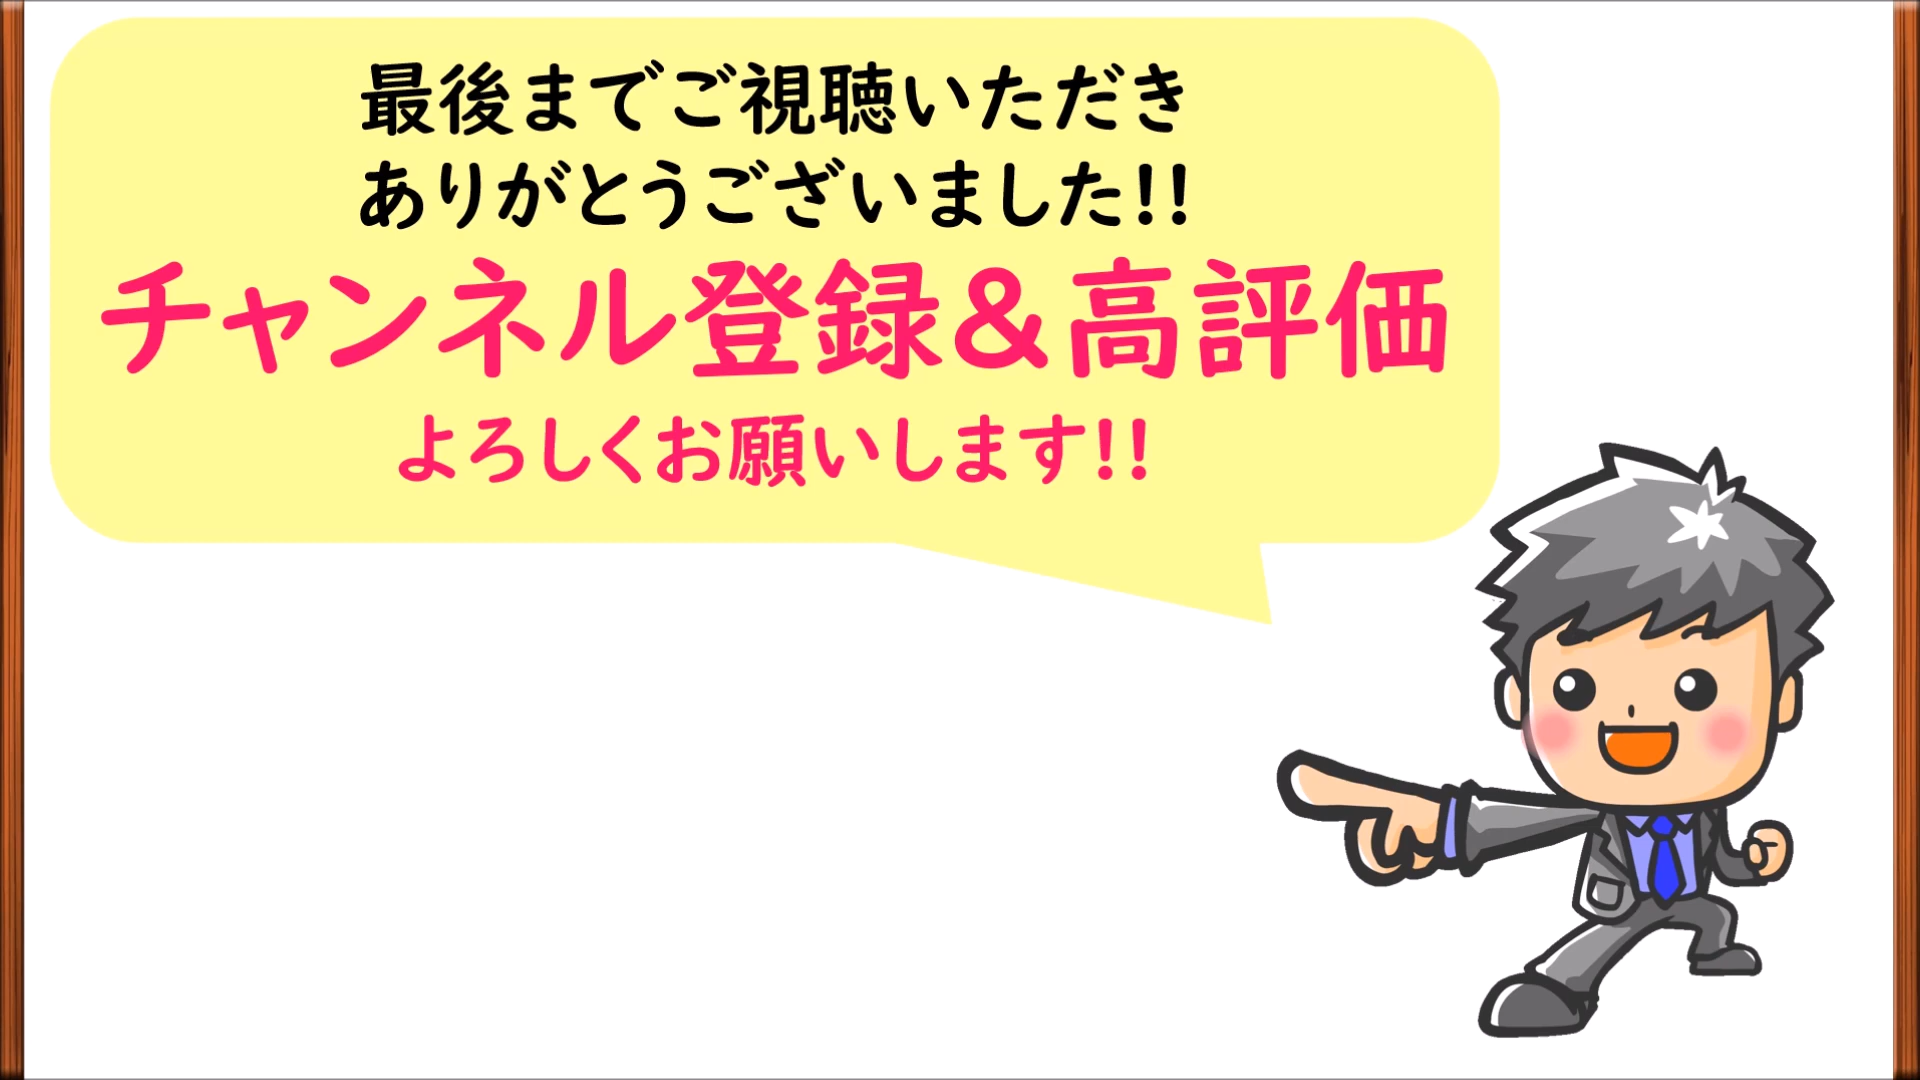 最後までご視聴いただき
ありがとうございました!!
チャンネル登録&高評価
よろしくお願いします!!